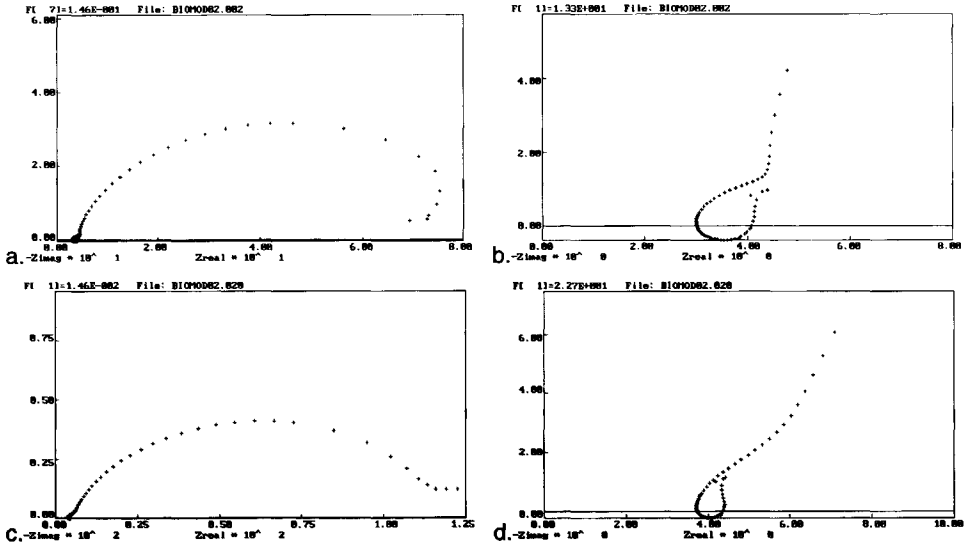 F[ 7]=1.46E-001 File: BIOMOD02.002
6.00
4.00
2.00
0.00
0.00 2.00 4.00 6.00 8.00
a. -Zimag * 10^ 1 Zreal * 10^ 1
F[ 1]=1.33E+001 File: BIOMOD02.002
4.00
2.00
0.00
0.00 2.00 4.00 6.00 8.00
b. -Zimag * 10^ 0 Zreal * 10^ 0
F[ 1]=1.46E-002 File: BIOMOD02.020
0.75
0.50
0.25
0.00
0.00 0.25 0.50 0.75 1.00 1.25
c. -Zimag * 10^ 2 Zreal * 10^ 2
F[ 1]=2.27E+001 File: BIOMOD02.020
6.00
4.00
2.00
0.00
0.00 2.00 4.00 6.00 8.00 10.00
d. -Zimag * 10^ 0 Zreal * 10^ 0